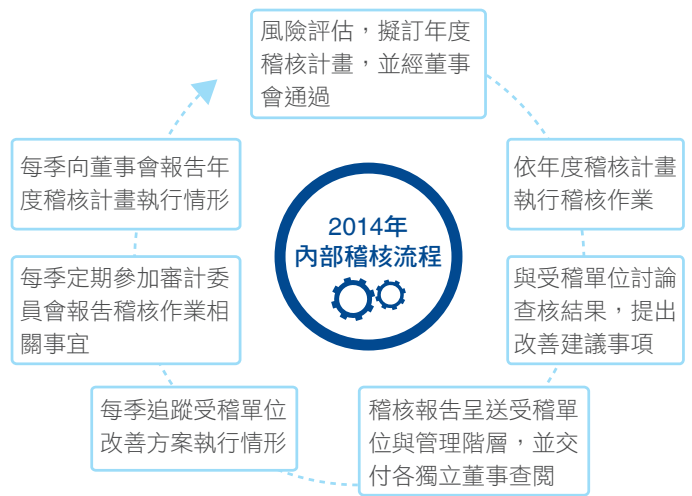 風險評估，擬訂年度
稽核計畫，並經董事
會通過
依年度稽核計畫
執行稽核作業
與受稽單位討論
查核結果，提出
改善建議事項
稽核報告呈送受稽單
位與管理階層，並交
付各獨立董事查閱
每季追蹤受稽單位
改善方案執行情形
每季定期參加審計委
員會報告稽核作業相
關事宜
每季向董事會報告年
度稽核計畫執行情形
2014年
內部稽核流程